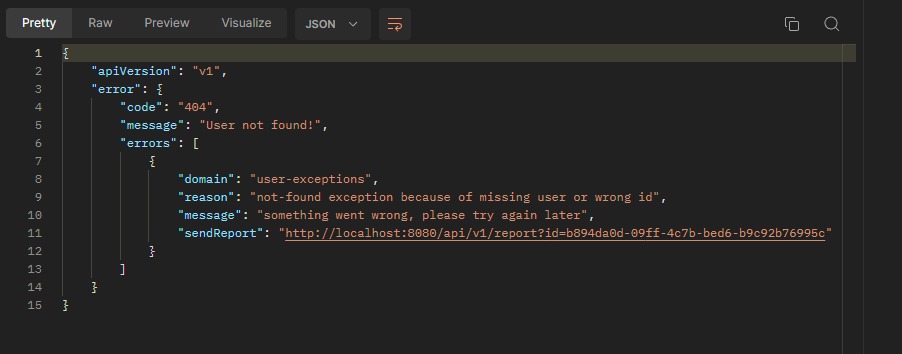 Pretty Raw Preview Visualize JSON
1 {
2 "apiVersion": "v1",
3 "error": {
4 "code": "404",
5 "message": "User not found!",
6 "errors": [
7 {
8 "domain": "user-exceptions",
9 "reason": "not-found exception because of missing user or wrong id",
10 "message": "something went wrong, please try again later",
11 "sendReport": "http://localhost:8080/api/v1/report?id=b894da0d-09ff-4c7b-bed6-b9c92b76995c"
12 }
13 ]
14 }
15 }